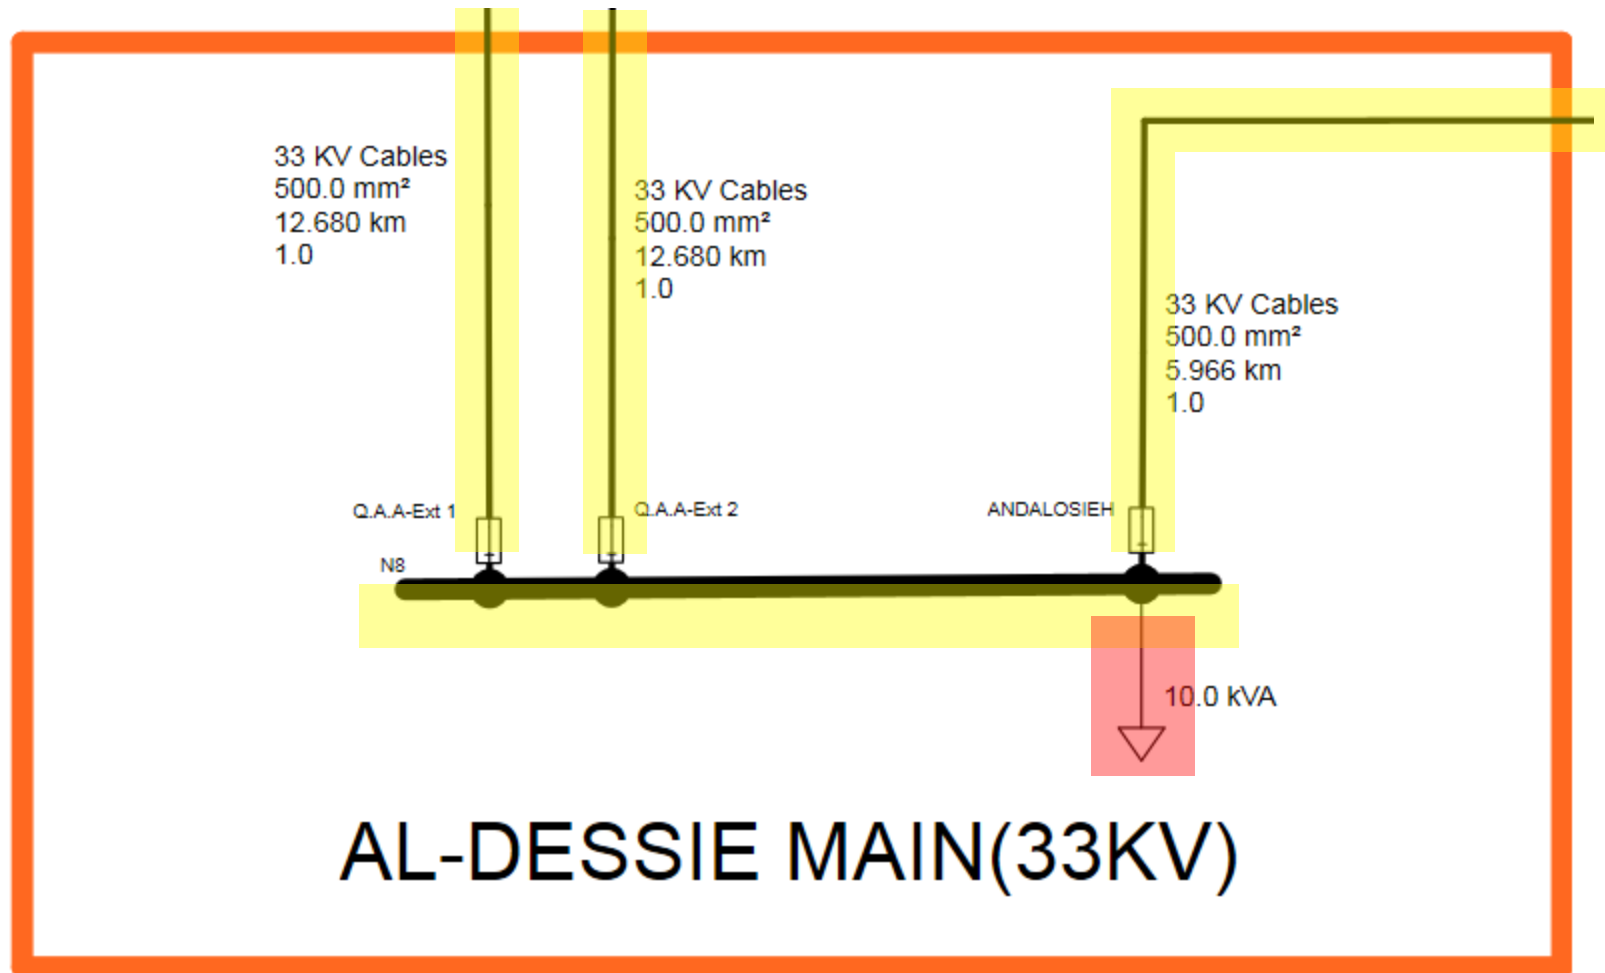 33 KV Cables
500.0 mm²
12.680 km
1.0
33 KV Cables
500.0 mm²
12.680 km
1.0
33 KV Cables
500.0 mm²
5.966 km
1.0
Q.A.A-Ext 1
Q.A.A-Ext 2
ANDALOSIEH
N8
10.0 kVA
AL-DESSIE MAIN(33KV)